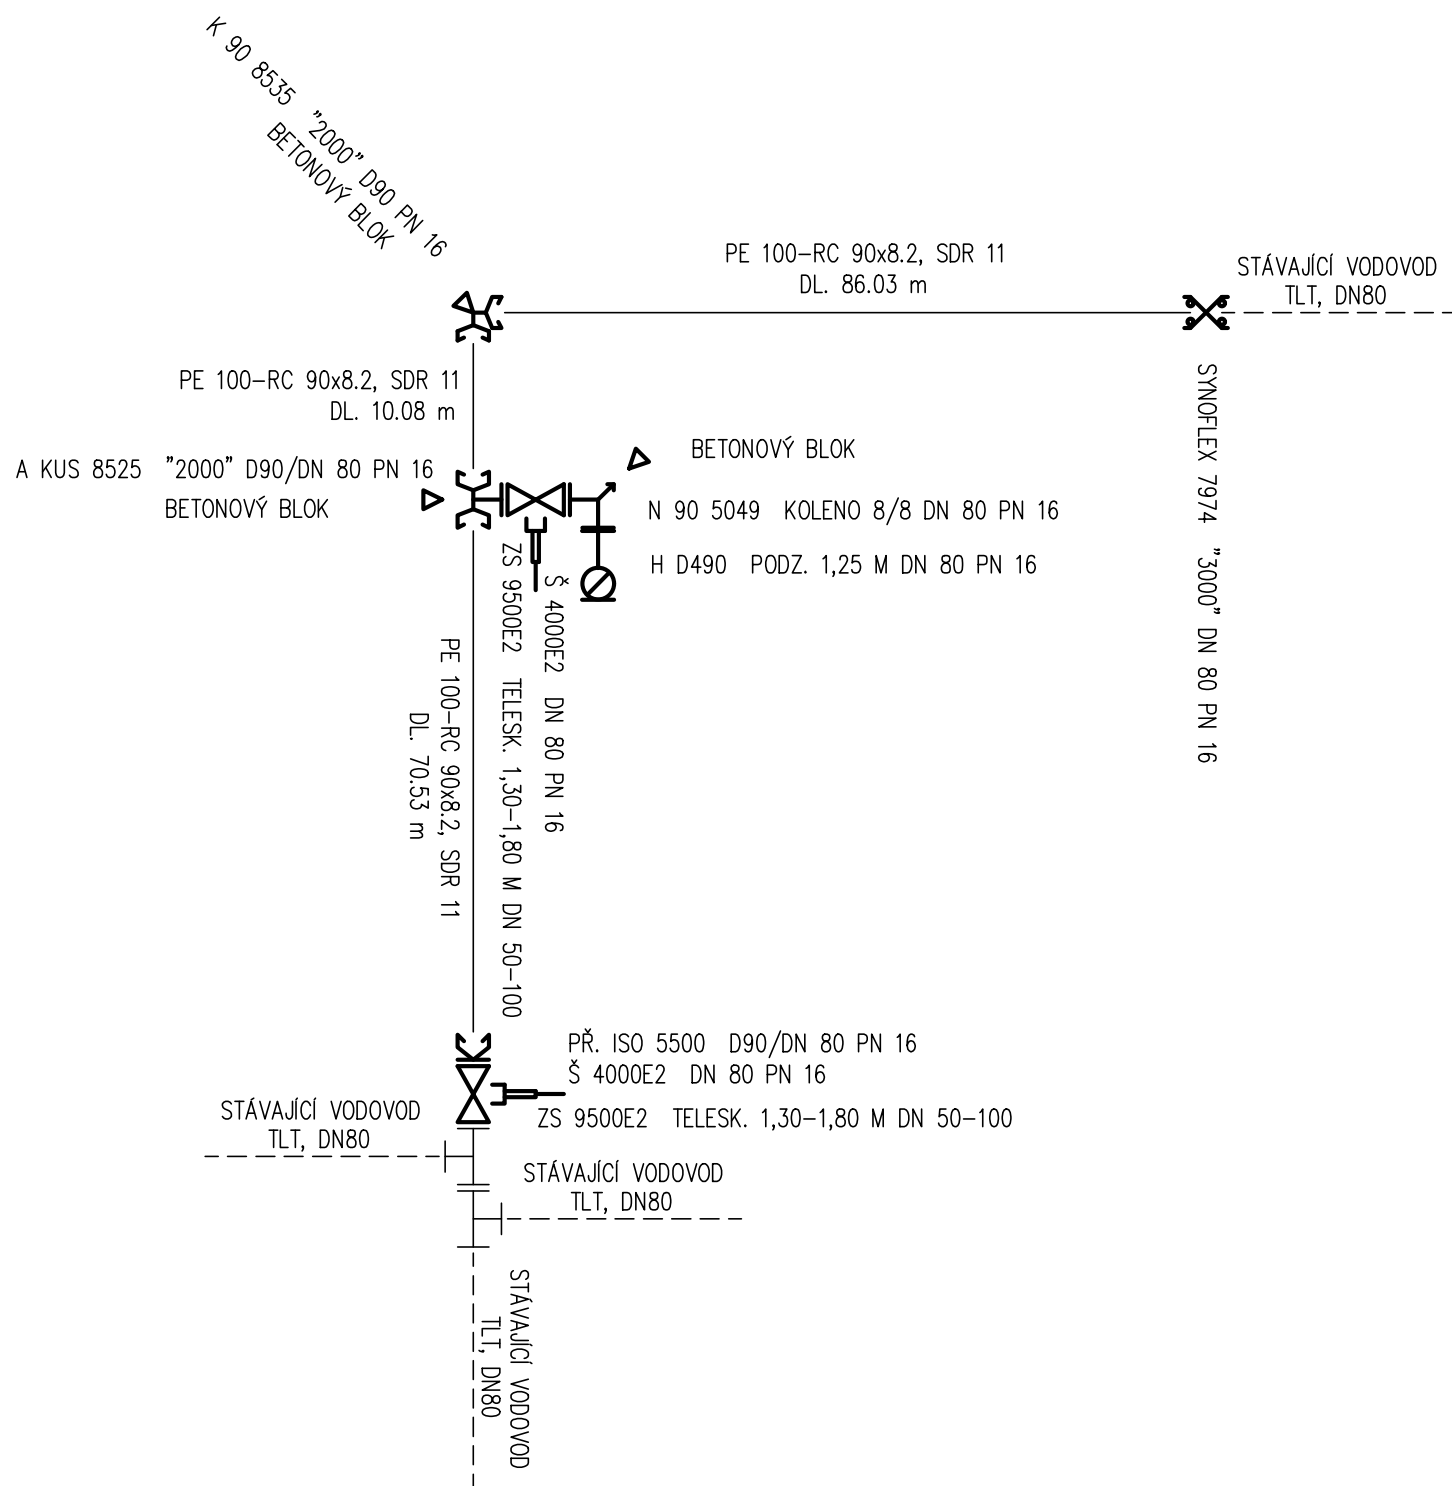 K 90 8535 "2000" D90 PN 16
BETONOVÝ BLOK
PE 100-RC 90x8.2, SDR 11
DL. 86.03 m
STÁVAJÍCÍ VODOVOD
TLT, DN80
PE 100-RC 90x8.2, SDR 11
DL. 10.08 m
SYNOFLEX 7974 "3000" DN 80 PN 16
A KUS 8525 "2000" D90/DN 80 PN 16
BETONOVÝ BLOK
BETONOVÝ BLOK
N 90 5049 KOLENO 8/8 DN 80 PN 16
H D490 PODZ. 1,25 M DN 80 PN 16
Š 4000E2 DN 80 PN 16
ZS 9500E2 TELESK. 1,30-1,80 M DN 50-100
PE 100-RC 90x8.2, SDR 11
DL. 70.53 m
PŘ. ISO 5500 D90/DN 80 PN 16
Š 4000E2 DN 80 PN 16
ZS 9500E2 TELESK. 1,30-1,80 M DN 50-100
STÁVAJÍCÍ VODOVOD
TLT, DN80
STÁVAJÍCÍ VODOVOD
TLT, DN80
STÁVAJÍCÍ VODOVOD
TLT, DN80